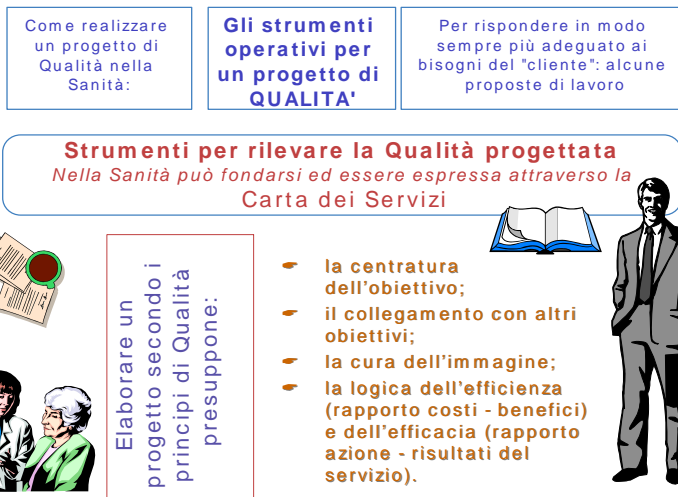 Come realizzare
un progetto di
Qualità nella
Sanità:
Gli strumenti
operativi per
un progetto di
QUALITA'
Per rispondere in modo
sempre più adeguato ai
bisogni del "cliente": alcune
proposte di lavoro
Strumenti per rilevare la Qualità progettata
Nella Sanità può fondarsi ed essere espressa attraverso la
Carta dei Servizi
Elaborare un
progetto secondo i
principi di Qualità
presuppone:
la centratura
dell'obiettivo;
il collegamento con altri
obiettivi;
la cura dell'immagine;
la logica dell'efficienza
(rapporto costi - benefici)
e dell'efficacia (rapporto
azione - risultati del
servizio).